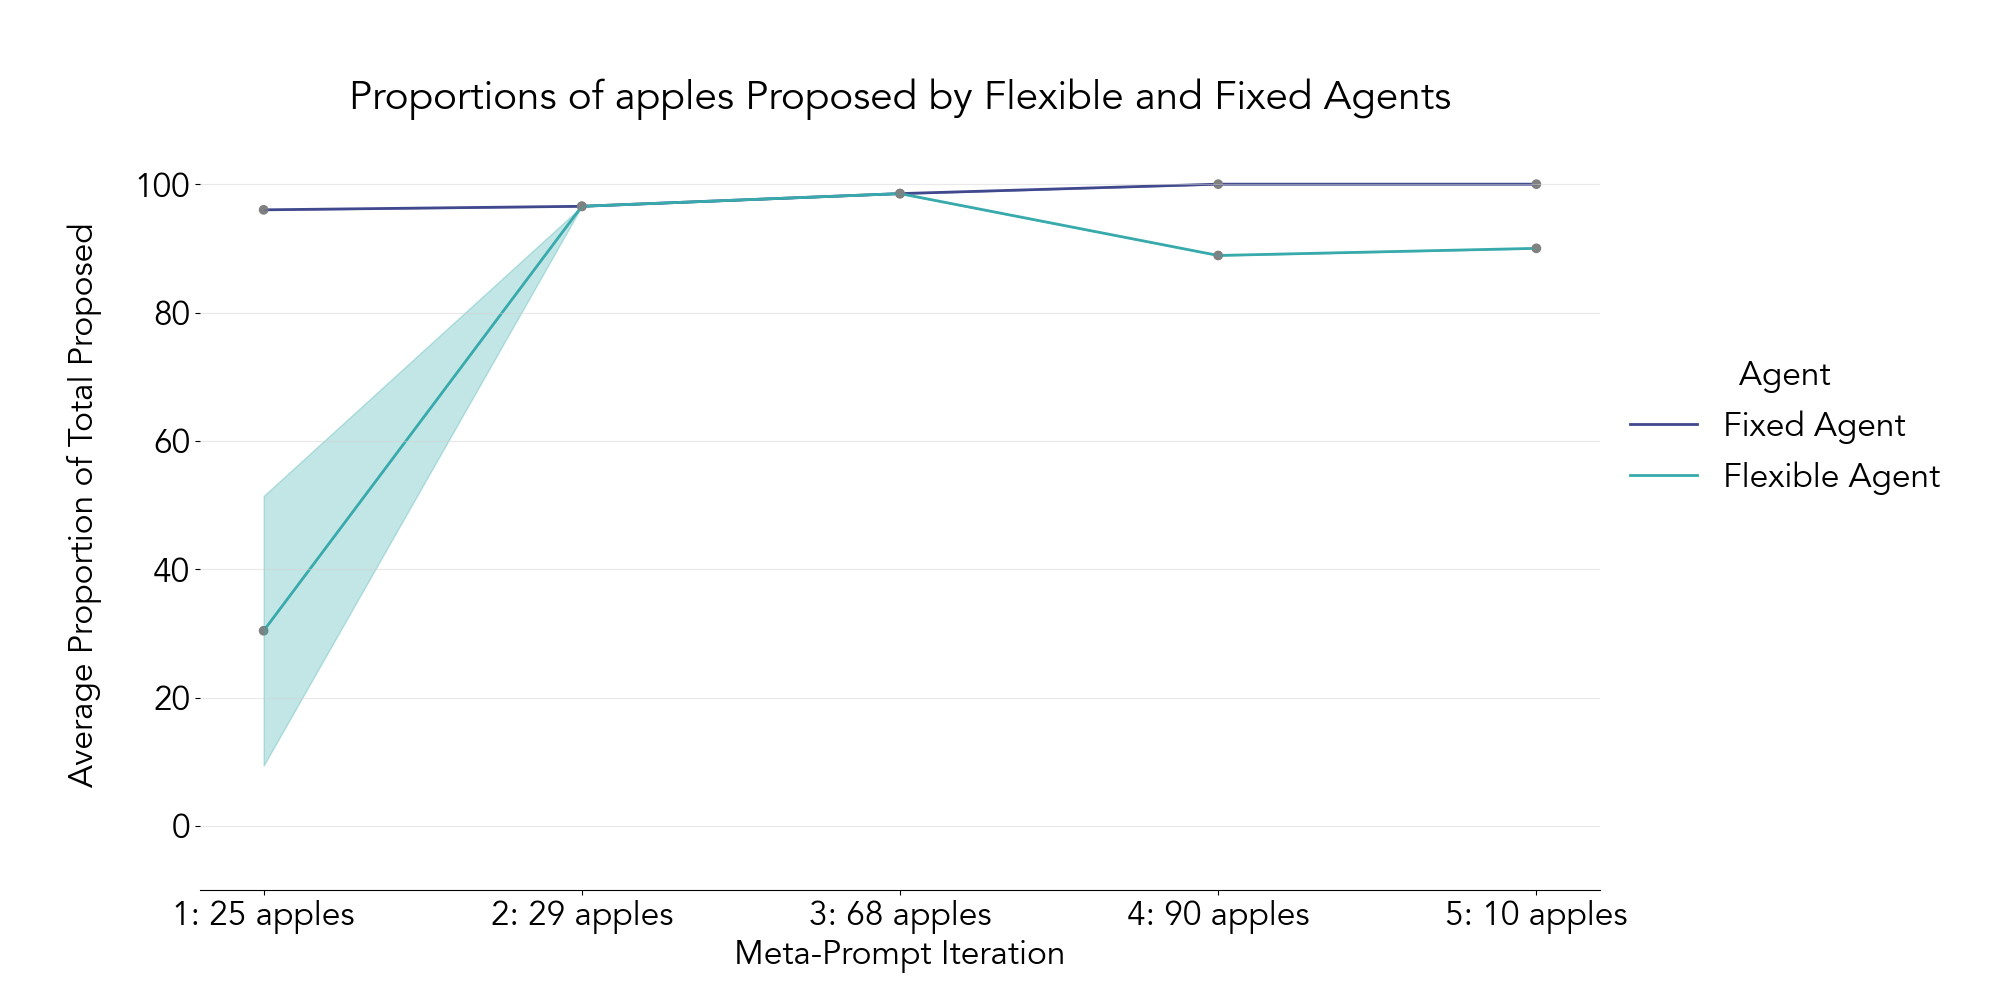 Proportions of apples Proposed by Flexible and Fixed Agents
Average Proportion of Total Proposed
100
80
60
40
20
0
1: 25 apples
2: 29 apples
3: 68 apples
4: 90 apples
5: 10 apples
Meta-Prompt Iteration
Agent
Fixed Agent
Flexible Agent